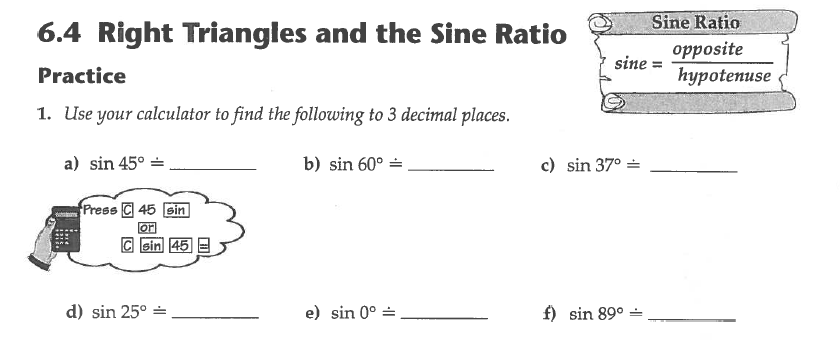 6.4 Right Triangles and the Sine Ratio
Sine Ratio
sine = opposite / hypotenuse
Practice
1. Use your calculator to find the following to 3 decimal places.
a) sin 45° ≐ ________
b) sin 60° ≐ ________
c) sin 37° ≐ ________
Press C 45 sin
or
C sin 45 =
d) sin 25° ≐ ________
e) sin 0° ≐ ________
f) sin 89° ≐ ________